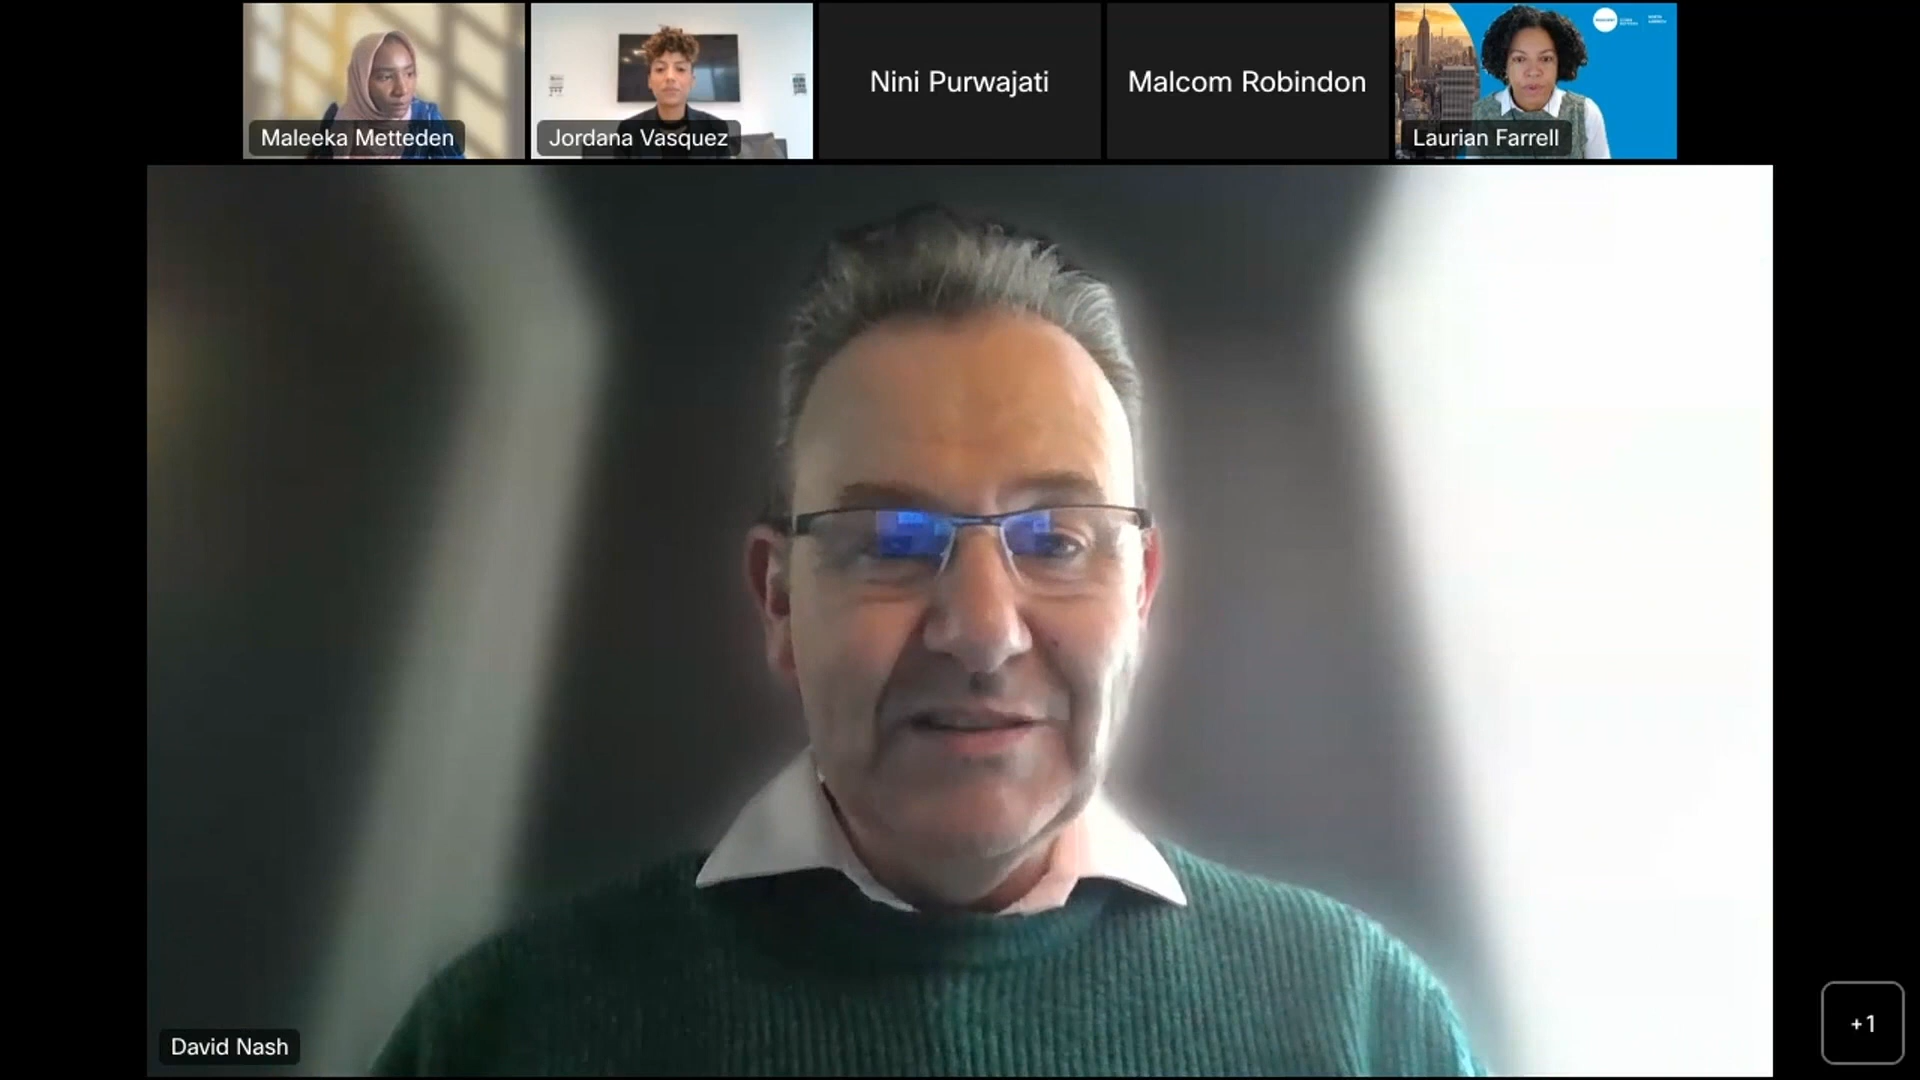 Maleeka Metteden
Jordana Vasquez
Nini Purwajati
Malcom Robindon
Laurian Farrell
David Nash
+1